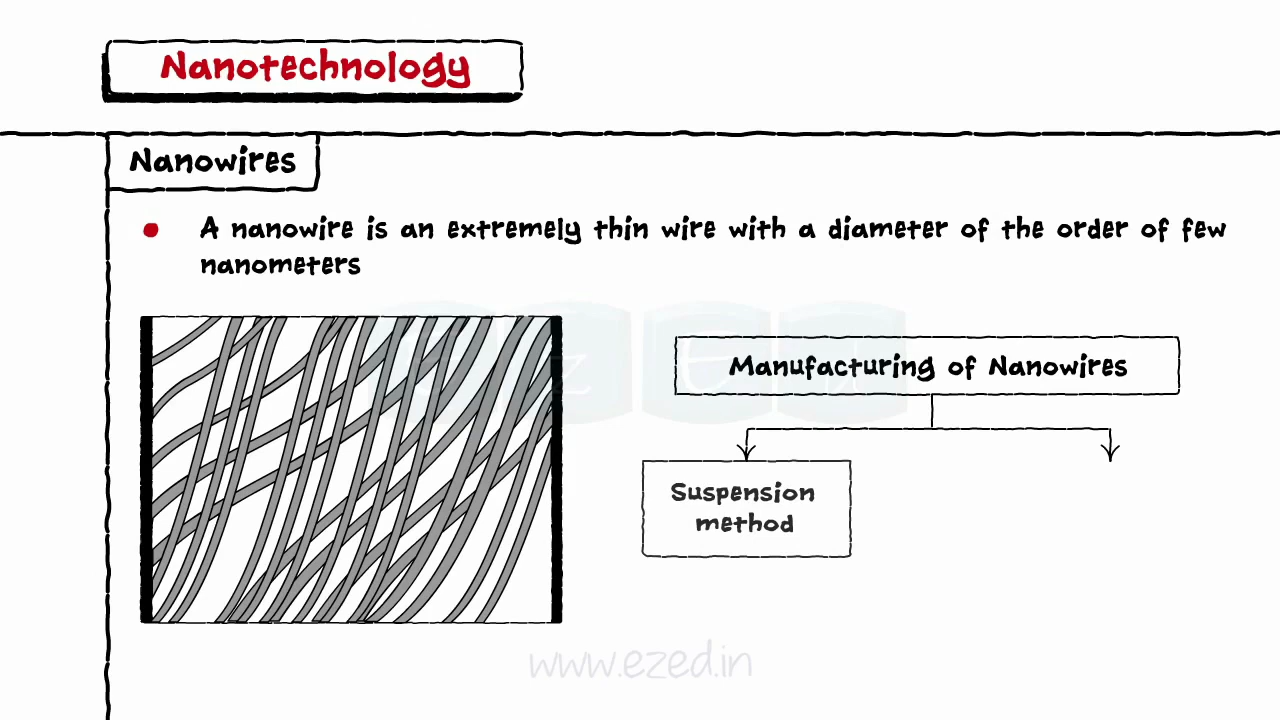 Nanotechnology
Nanowires
A nanowire is an extremely thin wire with a diameter of the order of few
nanometers
Manufacturing of Nanowires
Suspension
method
www.ezed.in